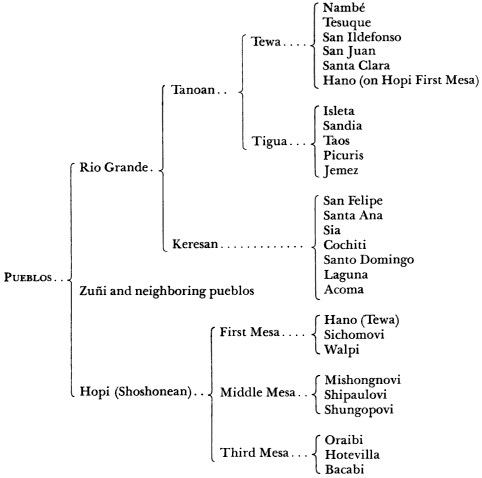 Nambé
Tesuque
Tewa....
San Ildefonso
San Juan
Santa Clara
Hano (on Hopi First Mesa)
Tanoan..
Isleta
Sandia
Tigua....
Taos
Picuris
Jemez
Rio Grande.
San Felipe
Santa Ana
Sia
Keresan............
Cochiti
Santo Domingo
Laguna
Acoma
PUEBLOS..
Zuñi and neighboring pueblos
First Mesa....
Hano (Tewa)
Sichomovi
Walpi
Hopi (Shoshonean)..
Middle Mesa..
Mishongnovi
Shipaulovi
Shungopovi
Third Mesa...
Oraibi
Hotevilla
Bacabi